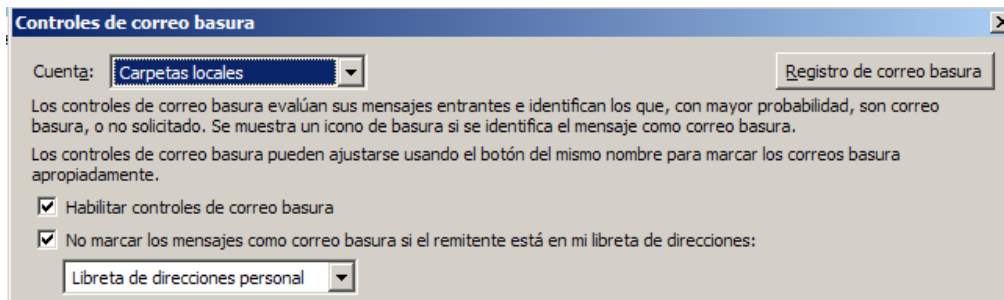 Controles de correo basura
Cuenta: Carpetas locales Registro de correo basura
Los controles de correo basura evalúan sus mensajes entrantes e identifican los que, con mayor probabilidad, son correo
basura, o no solicitado. Se muestra un icono de basura si se identifica el mensaje como correo basura.
Los controles de correo basura pueden ajustarse usando el botón del mismo nombre para marcar los correos basura
apropiadamente.
Habilitar controles de correo basura
No marcar los mensajes como correo basura si el remitente está en mi libreta de direcciones:
Libreta de direcciones personal